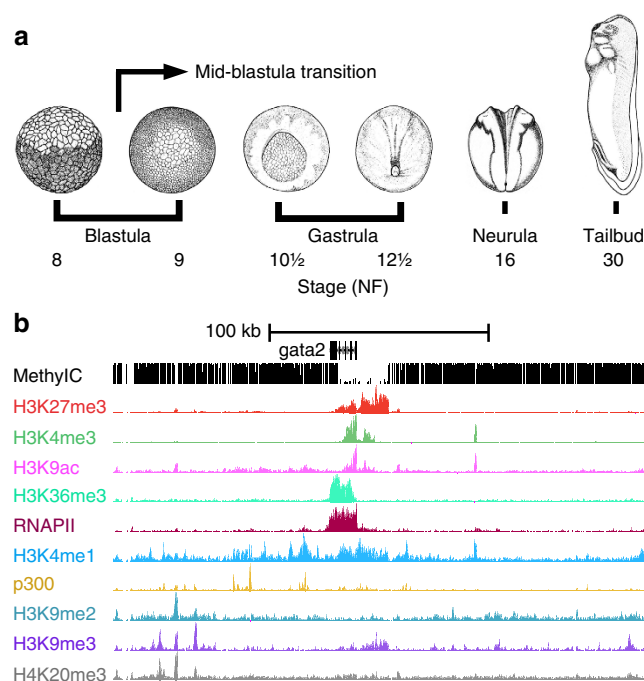 a
Mid-blastula transition
Blastula Gastrula Neurula Tailbud
8 9 10½ 12½ 16 30
Stage (NF)
b
100 kb
gata2
MethylC
H3K27me3
H3K4me3
H3K9ac
H3K36me3
RNAPII
H3K4me1
p300
H3K9me2
H3K9me3
H4K20me3